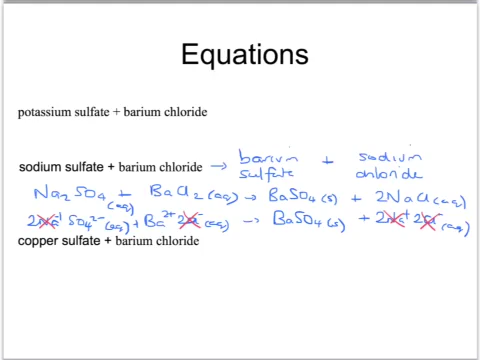 Equations
potassium sulfate + barium chloride
sodium sulfate + barium chloride → barium sulfate + sodium chloride
Na₂SO₄ (aq) + BaCl₂(aq) → BaSO₄(s) + 2NaCl(aq)
2Na⁺ SO₄²⁻(aq) + Ba²⁺ 2Cl⁻(aq) → BaSO₄(s) + 2Na⁺ 2Cl⁻(aq)
copper sulfate + barium chloride